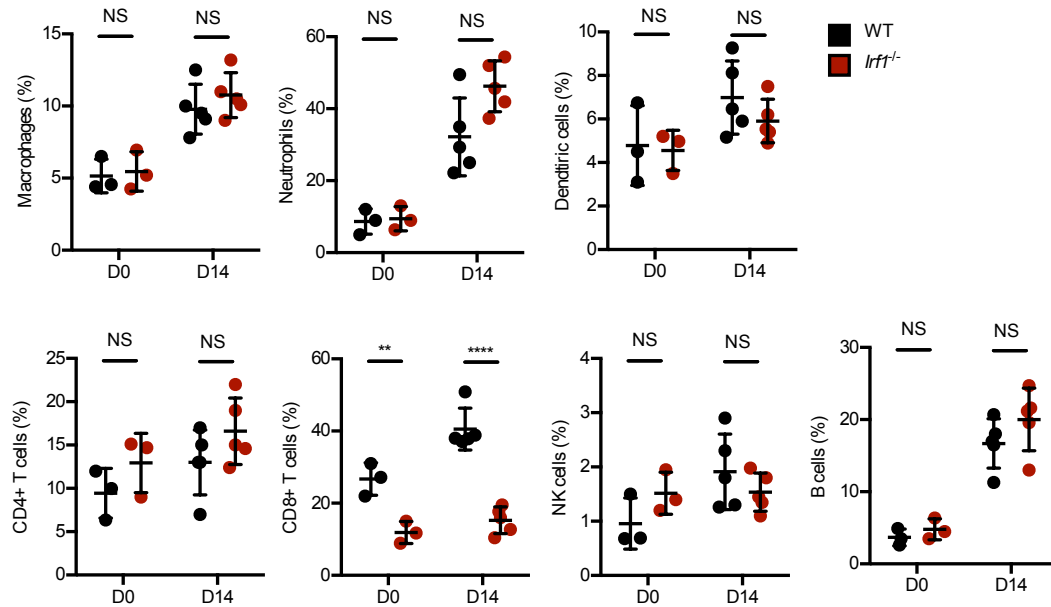 NS NS
Macrophages (%)
15
10
5
0
D0 D14
NS NS
Neutrophils (%)
60
40
20
0
D0 D14
NS NS
Dendtiric cells (%)
10
8
6
4
2
0
D0 D14
WT
Irf1-/-
NS NS
CD4+ T cells (%)
25
20
15
10
5
0
D0 D14
** ****
CD8+ T cells (%)
60
40
20
0
D0 D14
NS NS
NK cells (%)
4
3
2
1
0
D0 D14
NS NS
B cells (%)
30
20
10
0
D0 D14